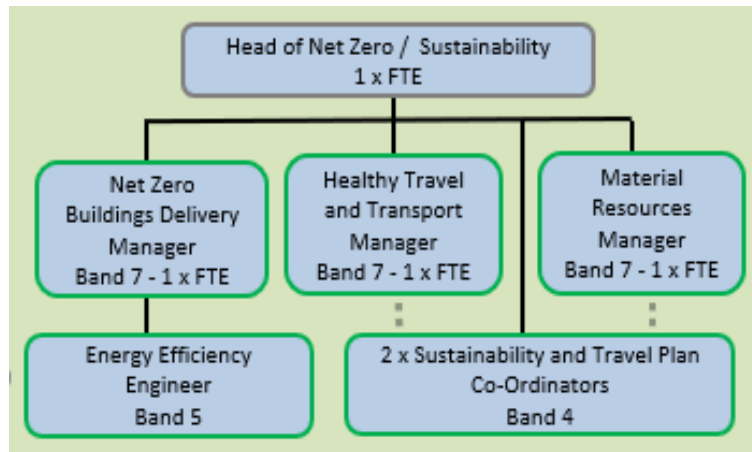 Head of Net Zero / Sustainability
1 x FTE
Net Zero
Buildings Delivery
Manager
Band 7 - 1 x FTE
Healthy Travel
and Transport
Manager
Band 7 - 1 x FTE
Material
Resources
Manager
Band 7 - 1 x FTE
Energy Efficiency
Engineer
Band 5
2 x Sustainability and Travel Plan
Co-Ordinators
Band 4